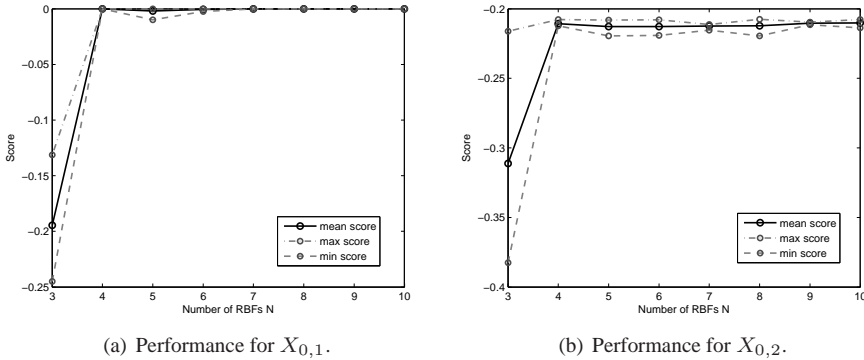 0
−0.05
−0.1
−0.15
−0.2
−0.25
Score
3 4 5 6 7 8 9 10
Number of RBFs N
mean score
max score
min score
(a) Performance for X₀,₁.
−0.2
−0.25
−0.3
−0.35
−0.4
Score
3 4 5 6 7 8 9 10
Number of RBFs N
mean score
max score
min score
(b) Performance for X₀,₂.